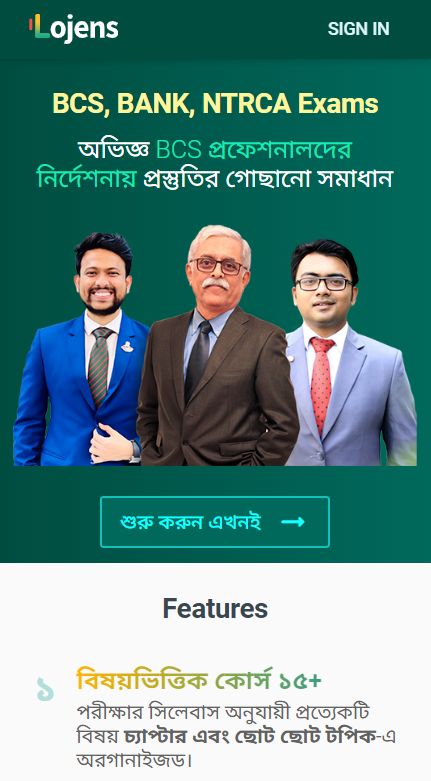 Lojens
SIGN IN
BCS, BANK, NTRCA Exams
অভিজ্ঞ BCS প্রফেশনালদের
নির্দেশনায় প্রস্তুতির গোছানো সমাধান
শুরু করুন এখনই →
Features
১
বিষয়ভিত্তিক কোর্স ১৫+
পরীক্ষার সিলেবাস অনুযায়ী প্রত্যেকটি
বিষয় চ্যাপ্টার এবং ছোট ছোট টপিক-এ
অরগানাইজড।